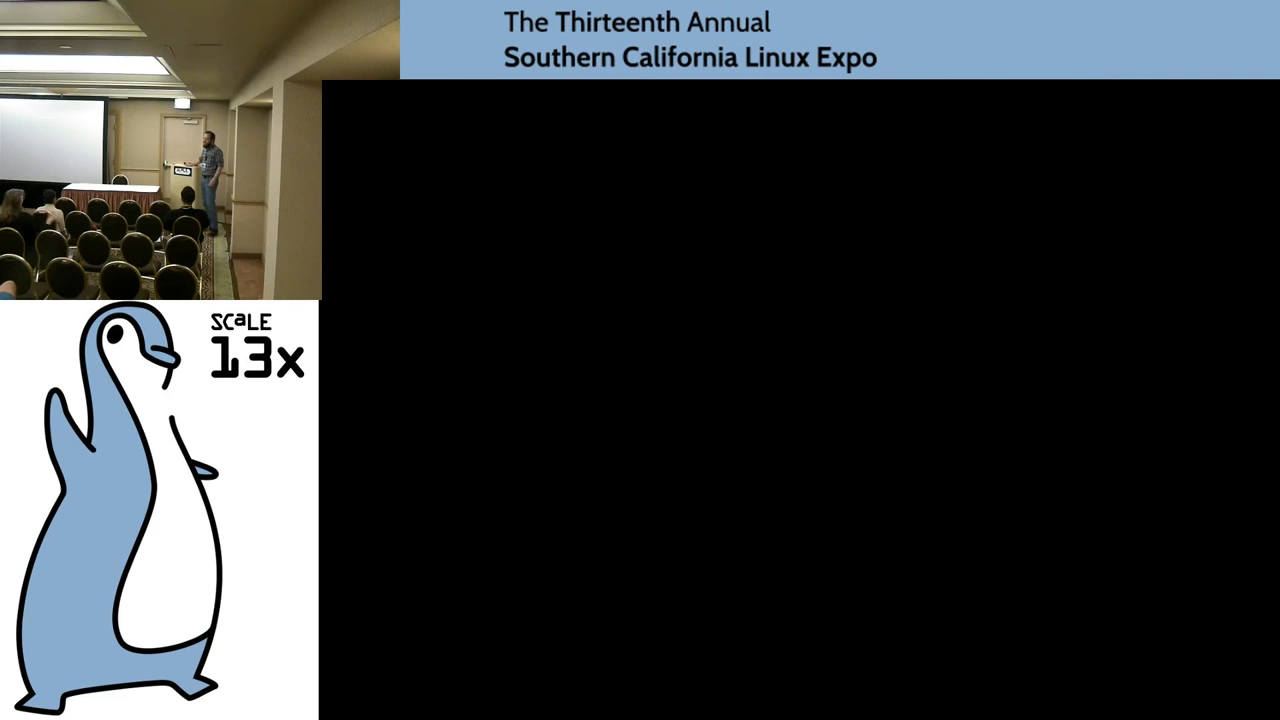 The Thirteenth Annual
Southern California Linux Expo
SCaLE
13x